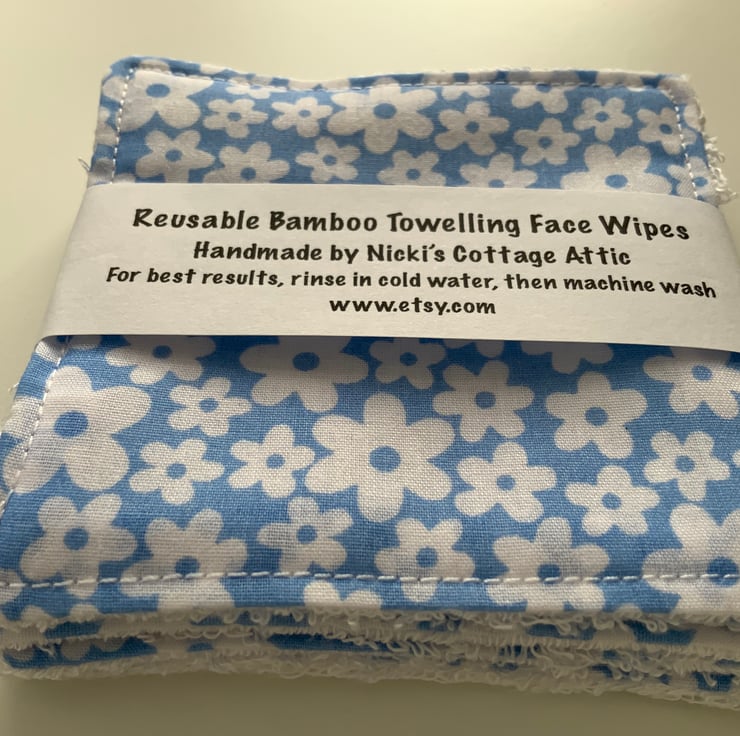 Reusable Bamboo Towelling Face Wipes
Handmade by Nicki's Cottage Attic
For best results, rinse in cold water, then machine wash
www.etsy.com